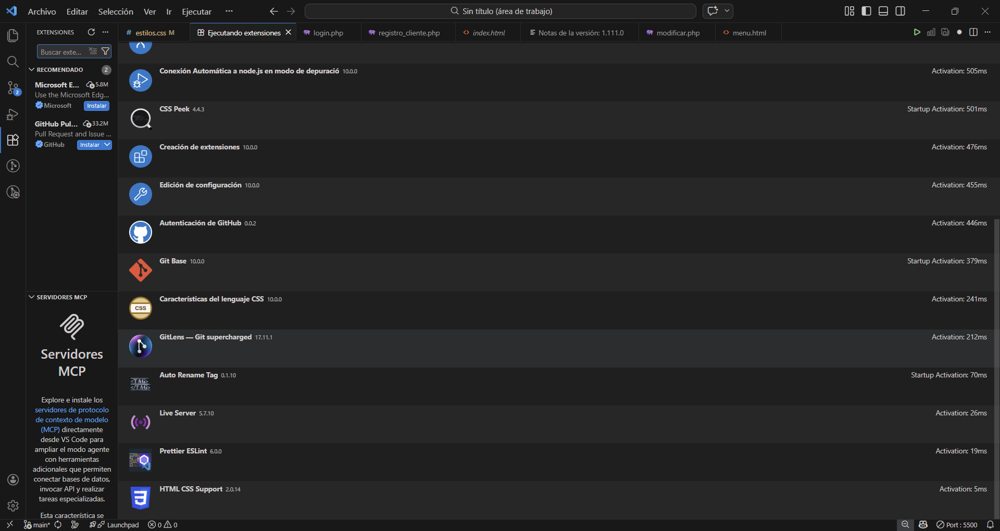 Archivo Editar Selección Ver Ir Ejecutar ···
Sin título (área de trabajo)
EXTENSIONES
# estilos.css M
Ejecutando extensiones
login.php
registro_cliente.php
<> index.html
Notas de la versión: 1.111.0
modificar.php
<> menu.html
Buscar exte...
RECOMENDADO 2
Microsoft E... 5.8M
Use the Microsoft Edg...
Microsoft Instalar
GitHub Pul... 33.2M
Pull Request and Issue ...
GitHub Instalar
2
SERVIDORES MCP
Servidores
MCP
Explore e instale los
servidores de protocolo
de contexto de modelo
(MCP) directamente
desde VS Code para
ampliar el modo agente
con herramientas
adicionales que permiten
conectar bases de datos,
invocar API y realizar
tareas especializadas.
Esta característica se
Conexión Automática a node.js en modo de depuració 10.0.0 Activation: 505ms
CSS Peek 4.4.3 Startup Activation: 501ms
Creación de extensiones 10.0.0 Activation: 476ms
Edición de configuración 10.0.0 Activation: 455ms
Autenticación de GitHub 0.0.2 Activation: 446ms
Git Base 10.0.0 Startup Activation: 379ms
CSS
Características del lenguaje CSS 10.0.0 Activation: 241ms
GitLens — Git supercharged 17.11.1 Activation: 212ms
<TAG>
</TAG>
Auto Rename Tag 0.1.10 Startup Activation: 70ms
Live Server 5.7.10 Activation: 26ms
Prettier ESLint 6.0.0 Activation: 19ms
3
HTML CSS Support 2.0.14 Activation: 5ms
main* Launchpad 0 0 Port : 5500